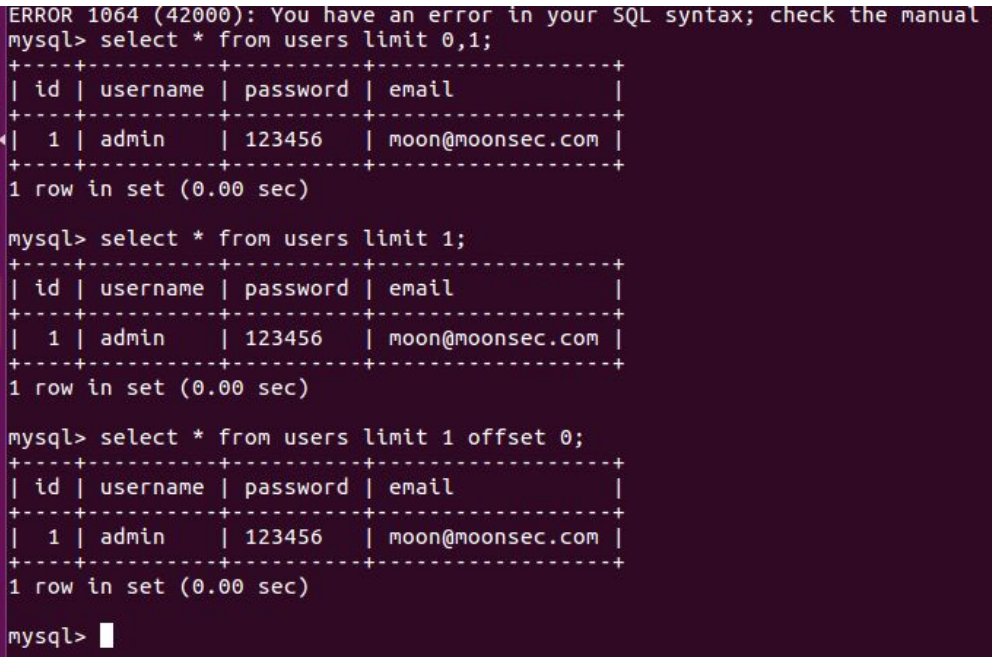 ERROR 1064 (42000): You have an error in your SQL syntax; check the manual
mysql> select * from users limit 0,1;
+----+----------+----------+------------------+
| id | username | password | email            |
+----+----------+----------+------------------+
|  1 | admin    | 123456   | moon@moonsec.com |
+----+----------+----------+------------------+
1 row in set (0.00 sec)

mysql> select * from users limit 1;
+----+----------+----------+------------------+
| id | username | password | email            |
+----+----------+----------+------------------+
|  1 | admin    | 123456   | moon@moonsec.com |
+----+----------+----------+------------------+
1 row in set (0.00 sec)

mysql> select * from users limit 1 offset 0;
+----+----------+----------+------------------+
| id | username | password | email            |
+----+----------+----------+------------------+
|  1 | admin    | 123456   | moon@moonsec.com |
+----+----------+----------+------------------+
1 row in set (0.00 sec)

mysql>